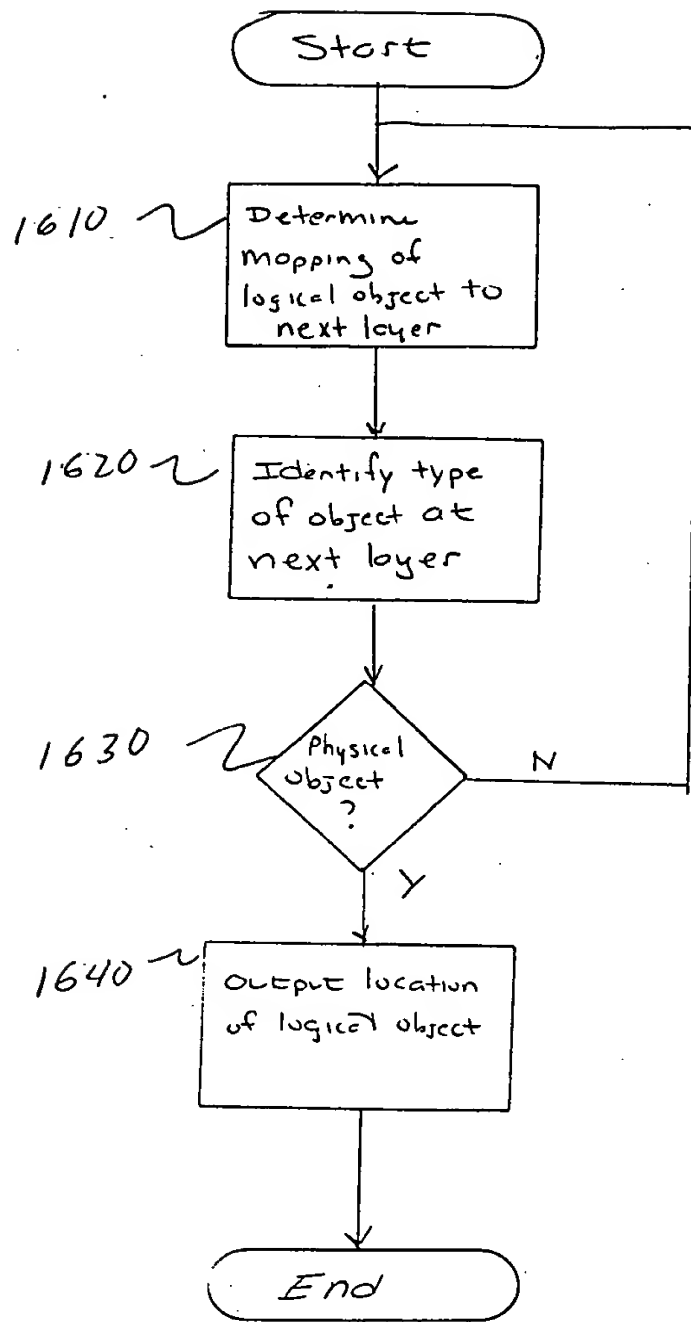 Start
1610
Determine
mapping of
logical object to
next layer
1620
Identify type
of object at
next layer
1630
Physical
object
?
N
Y
1640
Output location
of logical object
End